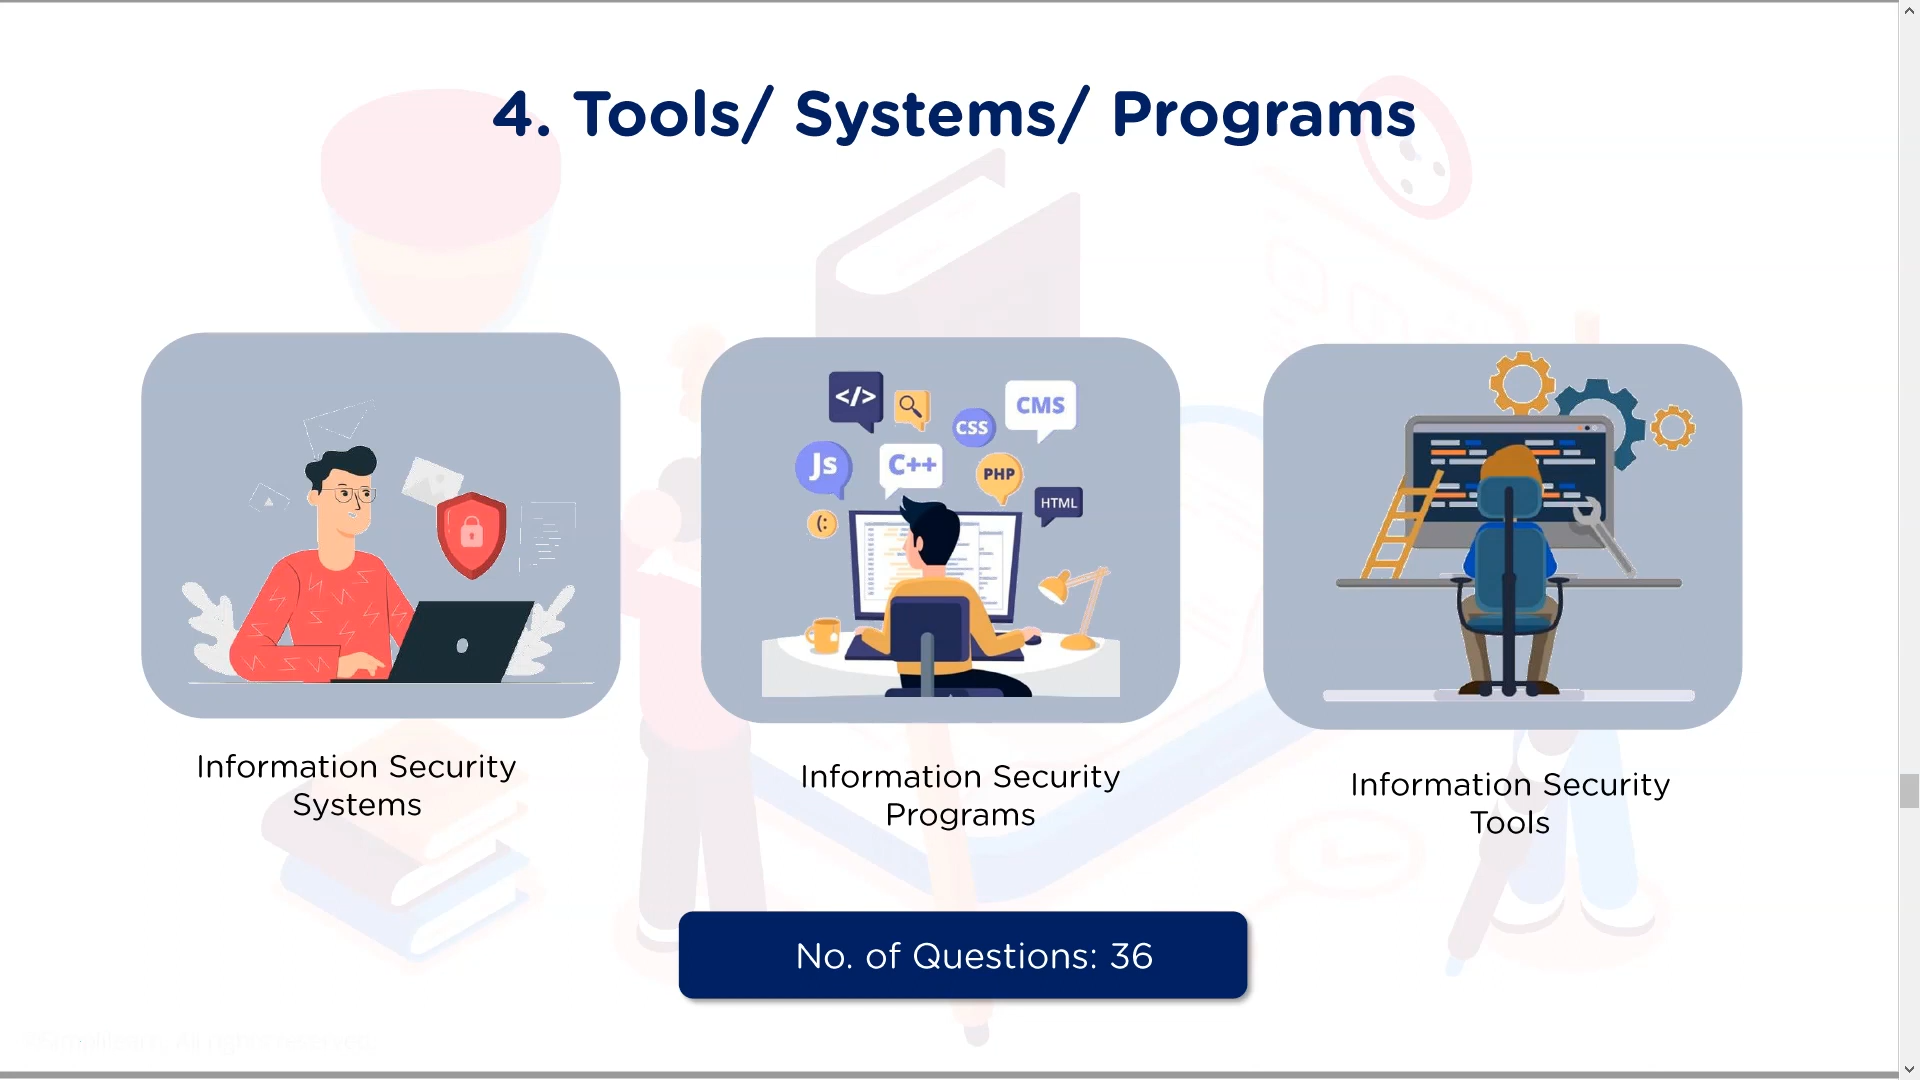 4. Tools/ Systems/ Programs
</>
CMS
CSS
Js
C++
PHP
HTML
Information Security
Systems
Information Security
Programs
Information Security
Tools
No. of Questions: 36